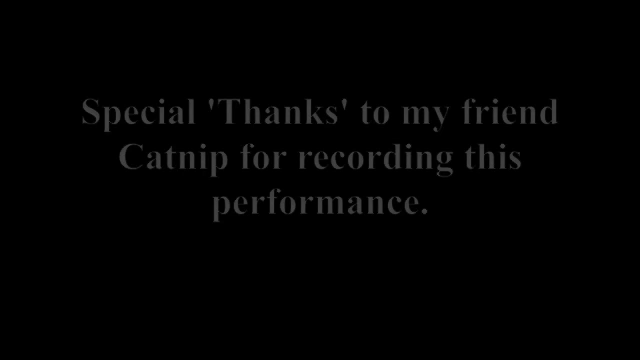 Special 'Thanks' to my friend
Catnip for recording this
performance.